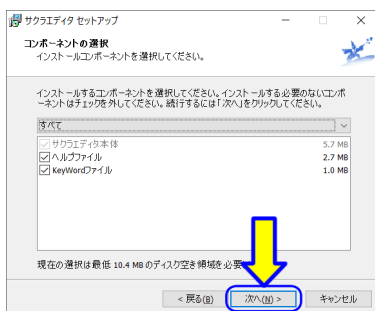 サクラエディタ セットアップ
コンポーネントの選択
インストールコンポーネントを選択してください。
インストールするコンポーネントを選択してください。インストールする必要のないコンポ
ーネントはチェックを外してください。続行するには「次へ」をクリックしてください。
すべて
サクラエディタ本体 5.7 MB
ヘルプファイル 2.7 MB
KeyWordファイル 1.0 MB
現在の選択は最低 10.4 MB のディスク空き領域を必要
< 戻る(B) 次へ(N) > キャンセル